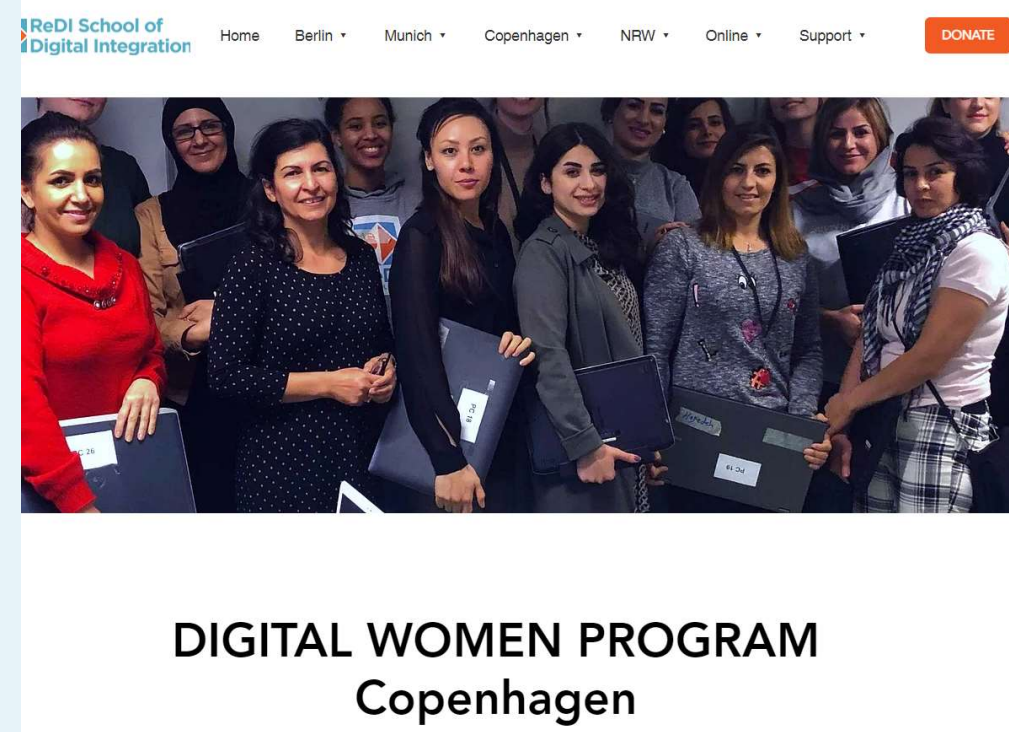 ReDI School of
Digital Integration
Home Berlin Munich Copenhagen NRW Online Support DONATE
PC 26
PC 18
PC 19
DIGITAL WOMEN PROGRAM
Copenhagen